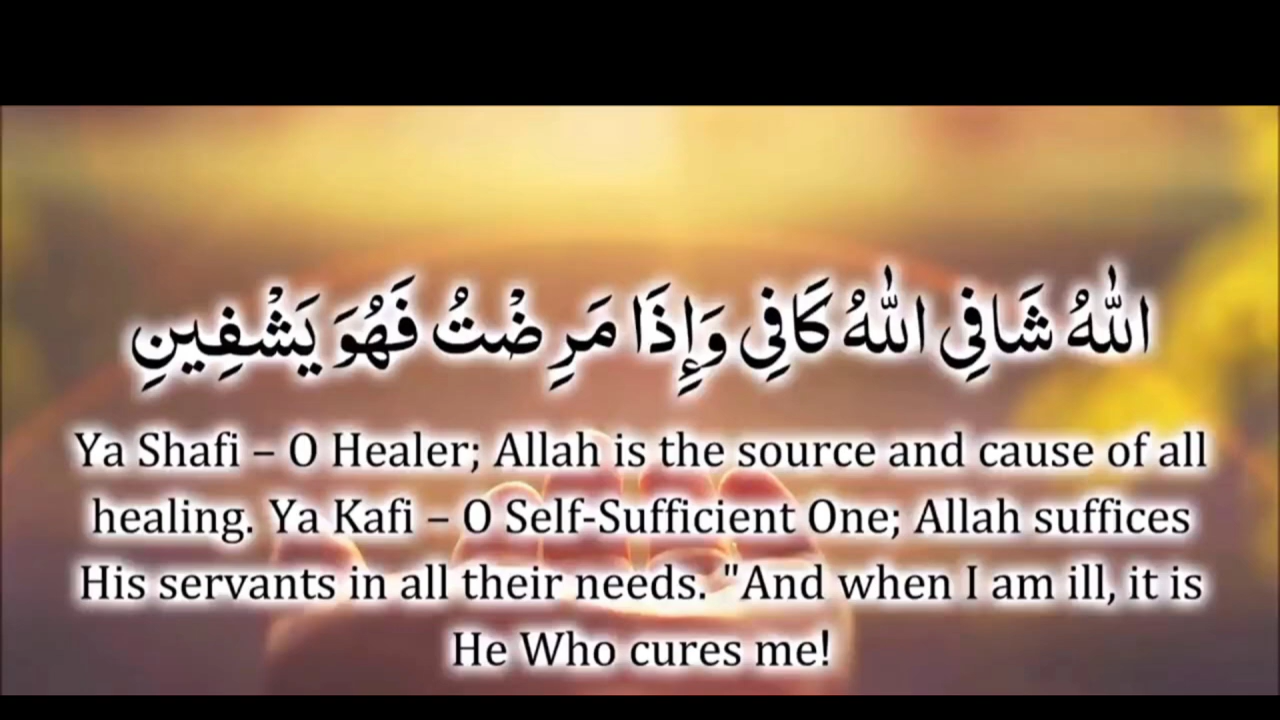 اللّٰهُ شَافِي اللّٰهُ كَافِي وَإِذَا مَرِضْتُ فَهُوَ يَشْفِينِ
Ya Shafi – O Healer; Allah is the source and cause of all
healing. Ya Kafi – O Self-Sufficient One; Allah suffices
His servants in all their needs. "And when I am ill, it is
He Who cures me!